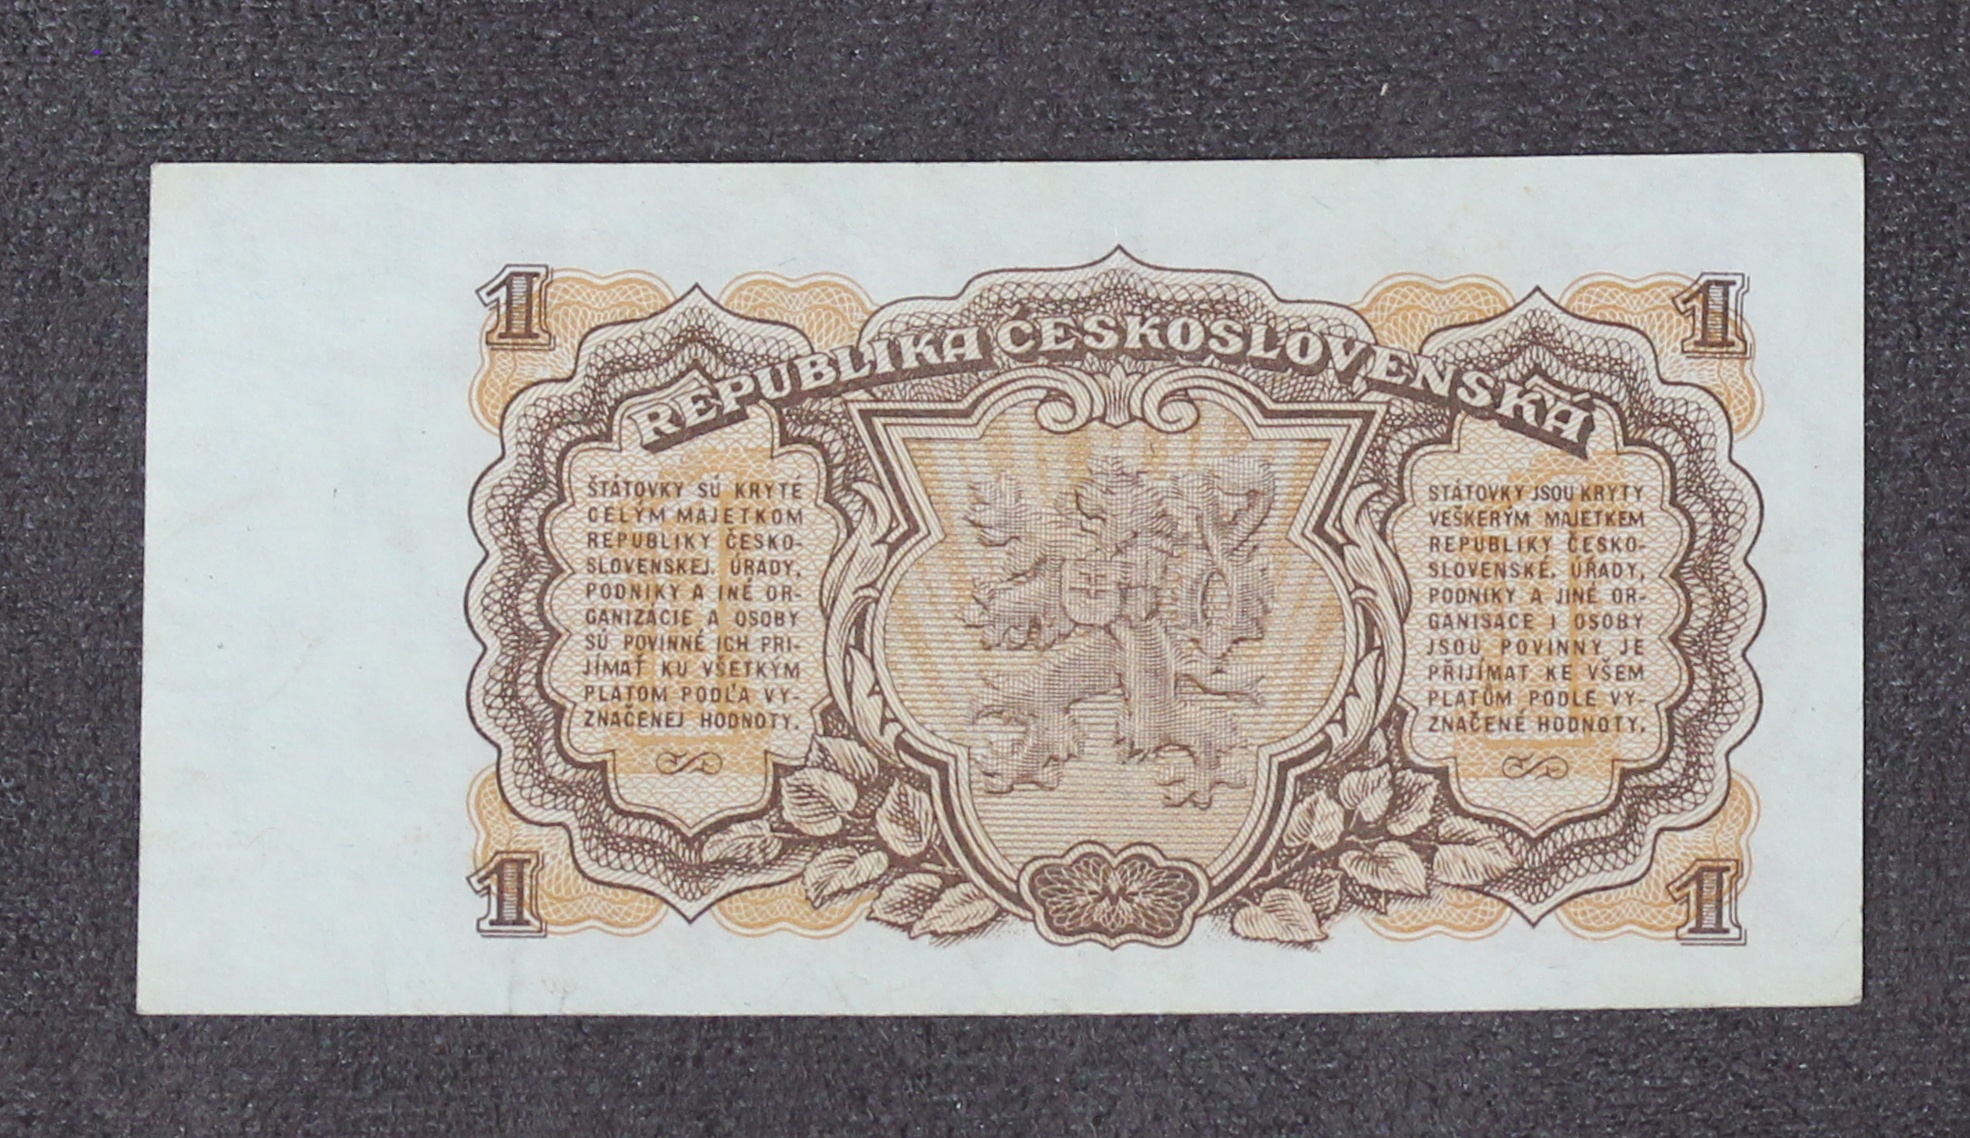 1
1
REPUBLIKA ČESKOSLOVENSKÁ
ŠTÁTOVKY SÚ KRYTÉ
CELÝM MAJETKOM
REPUBLIKY ČESKO-
SLOVENSKEJ. ÚRADY,
PODNIKY A INÉ OR-
GANIZÁCIE A OSOBY
SÚ POVINNÉ ICH PRI-
JÍMAŤ KU VŠETKÝM
PLATOM PODĽA VY-
ZNAČENEJ HODNOTY.
STÁTOVKY JSOU KRYTY
VEŠKERÝM MAJETKEM
REPUBLIKY ČESKO-
SLOVENSKÉ. ÚŘADY,
PODNIKY A JINÉ OR-
GANISACE I OSOBY
JSOU POVINNY JE
PŘIJÍMAT KE VŠEM
PLATŮM PODLE VY-
ZNAČENÉ HODNOTY.
1
1